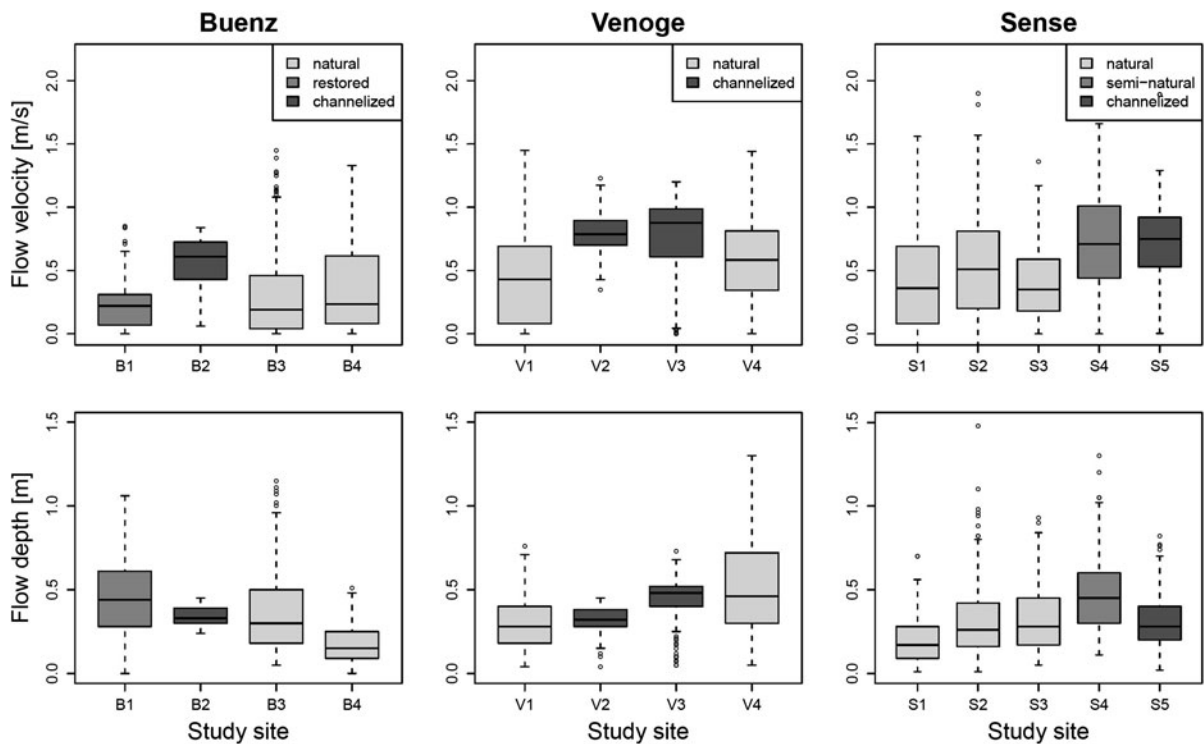 Buenz
Venoge
Sense
Flow velocity [m/s]
2.0
1.5
1.0
0.5
0.0
natural
restored
channelized
B1 B2 B3 B4
2.0
1.5
1.0
0.5
0.0
natural
channelized
V1 V2 V3 V4
2.0
1.5
1.0
0.5
0.0
natural
semi-natural
channelized
S1 S2 S3 S4 S5
Flow depth [m]
1.5
1.0
0.5
0.0
B1 B2 B3 B4
Study site
1.5
1.0
0.5
0.0
V1 V2 V3 V4
Study site
1.5
1.0
0.5
0.0
S1 S2 S3 S4 S5
Study site